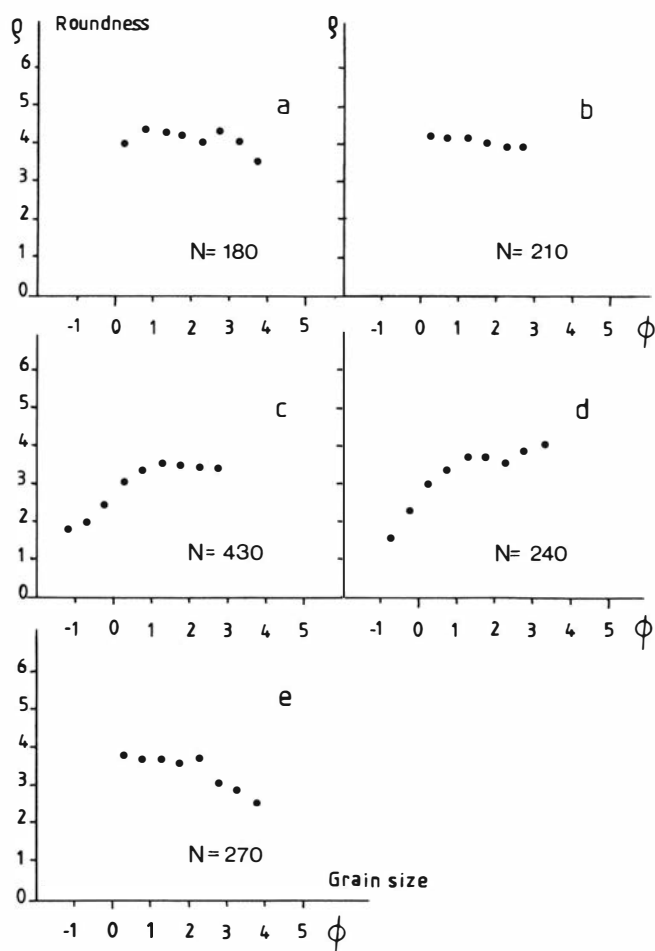 ρ Roundness ρ
6
5
4
3
2
1
0
a
N= 180
b
N= 210
-1 0 1 2 3 4 5 -1 0 1 2 3 4 5 ϕ
6
5
4
3
2
1
0
c
N= 430
d
N= 240
-1 0 1 2 3 4 5 -1 0 1 2 3 4 5 ϕ
6
5
4
3
2
1
0
e
N= 270
Grain size
-1 0 1 2 3 4 5 ϕ